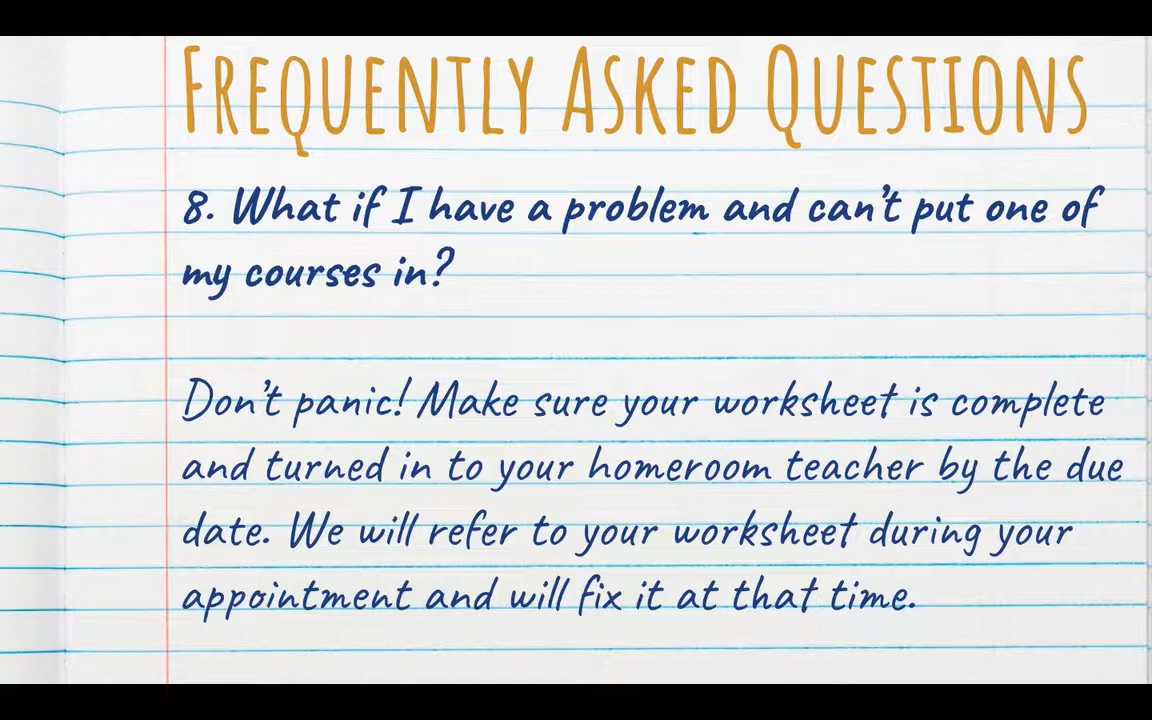 Frequently Asked Questions
8. What if I have a problem and can't put one of
my courses in?
Don't panic! Make sure your worksheet is complete
and turned in to your homeroom teacher by the due
date. We will refer to your worksheet during your
appointment and will fix it at that time.